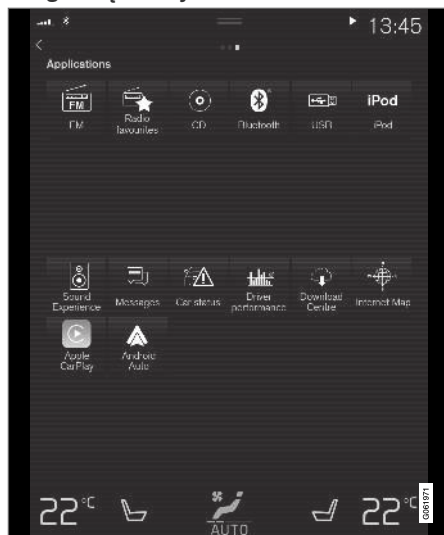 13:45
Applications
FM
iPod
FM
Radio favourites
CD
Bluetooth
USB
iPod
Sound Experience
Messages
Car status
Driver performance
Download Centre
Internet Map
Apple CarPlay
Android Auto
22°C
AUTO
22°C
G061971